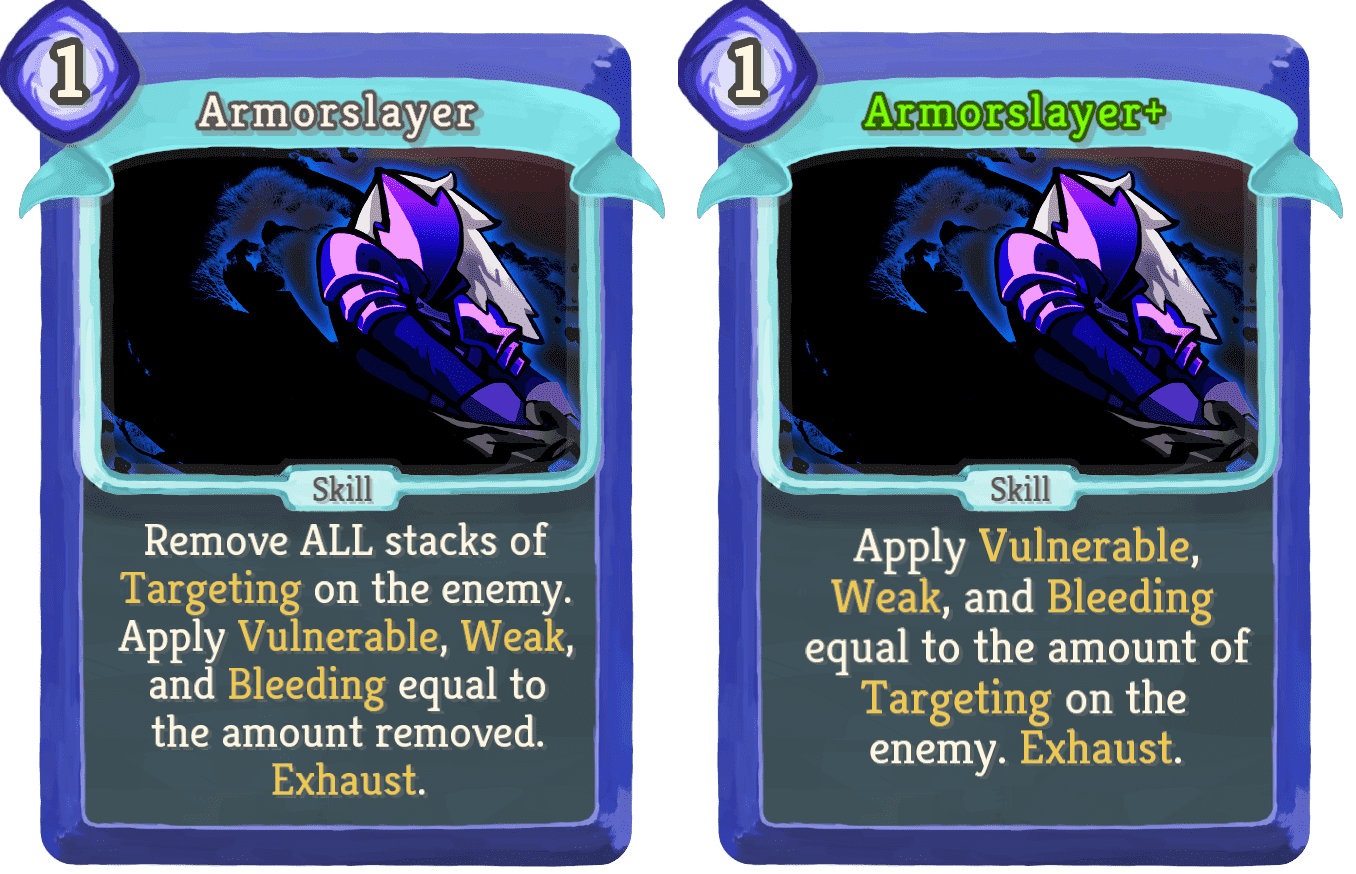 1
Armorslayer
Skill
Remove ALL stacks of
Targeting on the enemy.
Apply Vulnerable, Weak,
and Bleeding equal to
the amount removed.
Exhaust.
1
Armorslayer+
Skill
Apply Vulnerable,
Weak, and Bleeding
equal to the amount of
Targeting on the
enemy. Exhaust.